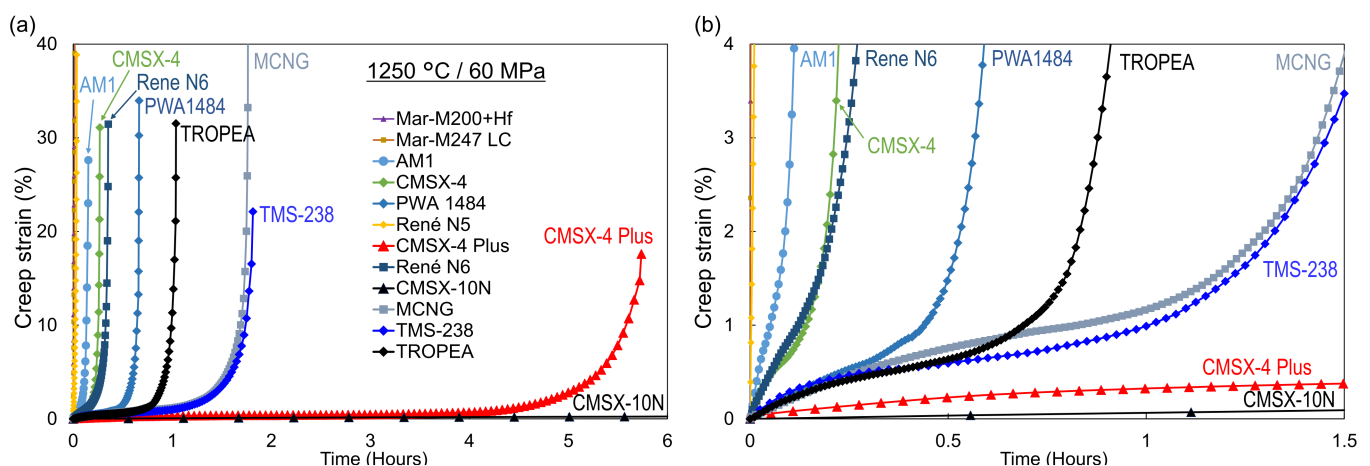 (a)
40
30
20
10
0
0
1
2
3
4
5
6
Creep strain (%)
Time (Hours)
1250 °C / 60 MPa
CMSX-4
AM1
Rene N6
PWA1484
TROPEA
MCNG
TMS-238
CMSX-4 Plus
CMSX-10N
Mar-M200+Hf
Mar-M247 LC
AM1
CMSX-4
PWA 1484
René N5
CMSX-4 Plus
René N6
CMSX-10N
MCNG
TMS-238
TROPEA
(b)
4
3
2
1
0
0
0.5
1
1.5
Creep strain (%)
Time (Hours)
AM1
Rene N6
PWA1484
TROPEA
MCNG
CMSX-4
TMS-238
CMSX-4 Plus
CMSX-10N